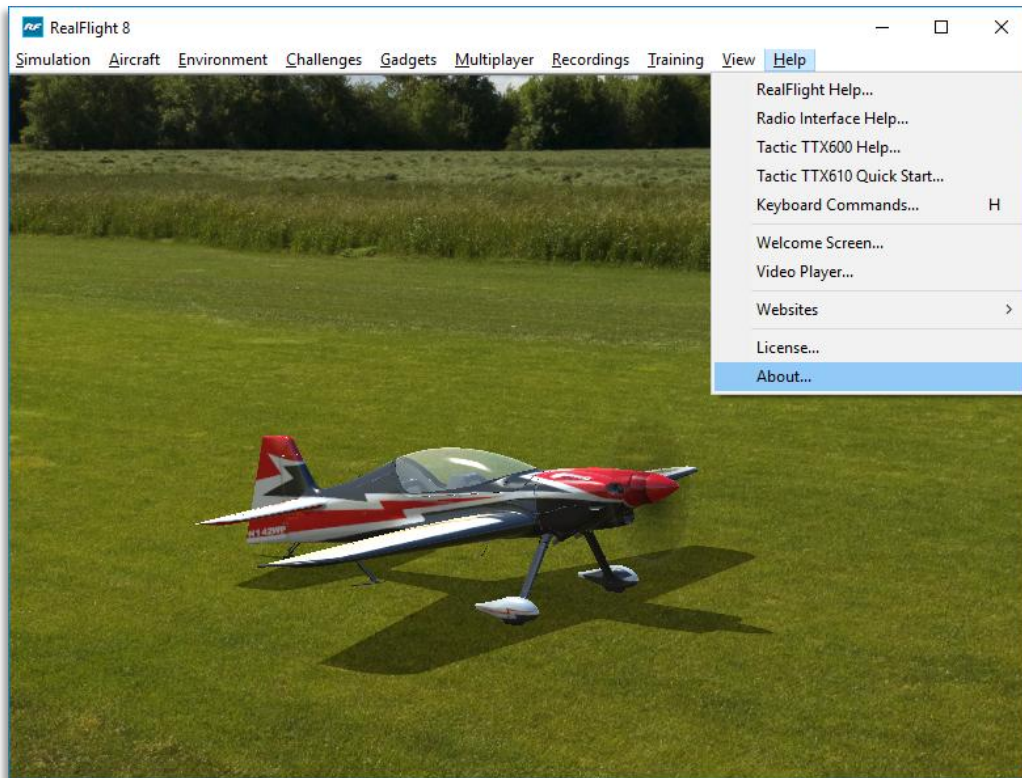 RF RealFlight 8
Simulation Aircraft Environment Challenges Gadgets Multiplayer Recordings Training View Help
RealFlight Help...
Radio Interface Help...
Tactic TTX600 Help...
Tactic TTX610 Quick Start...
Keyboard Commands... H
Welcome Screen...
Video Player...
Websites
License...
About...